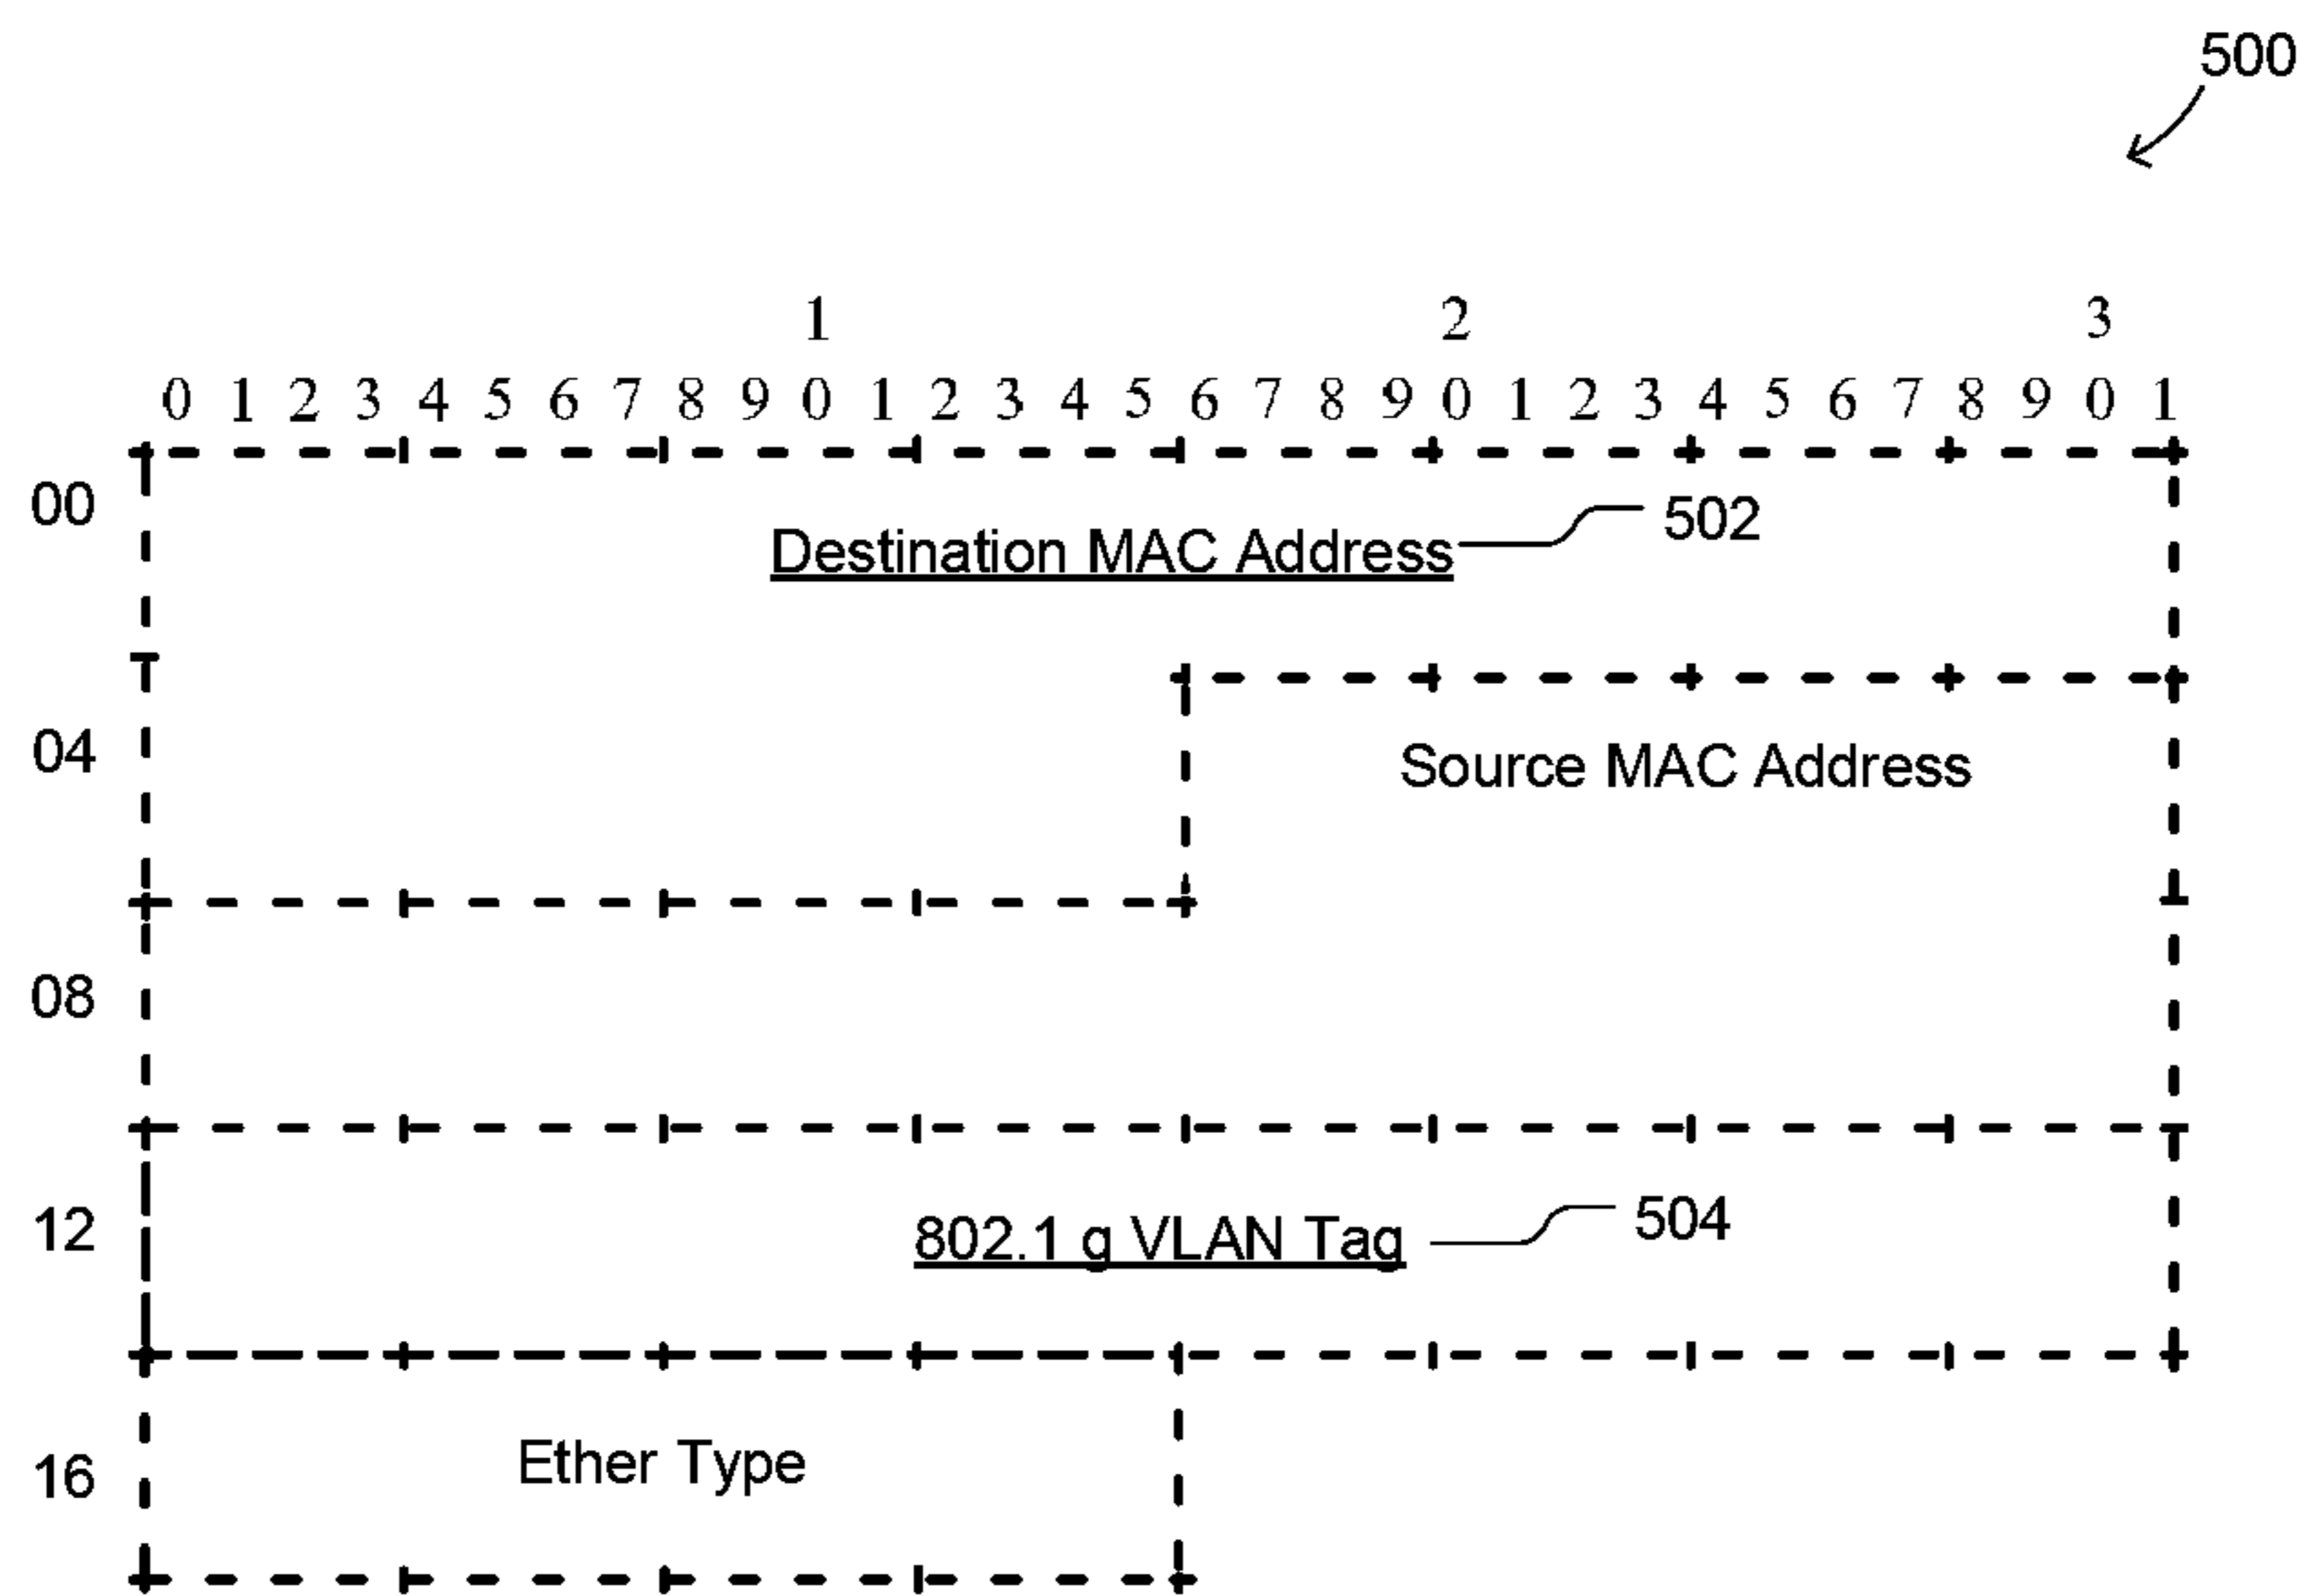 500
1 2 3
0 1 2 3 4 5 6 7 8 9 0 1 2 3 4 5 6 7 8 9 0 1 2 3 4 5 6 7 8 9 0 1
00
Destination MAC Address 502
04 Source MAC Address
08
12 802.1 q VLAN Tag 504
16 Ether Type